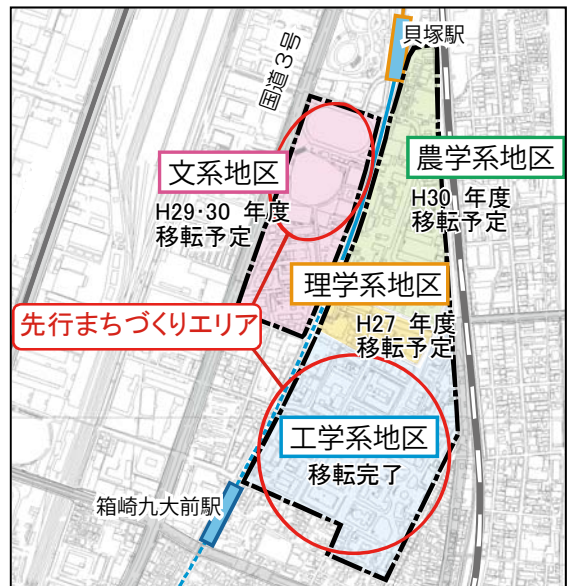 貝塚駅
国道3号
文系地区
H29・30 年度
移転予定
農学系地区
H30 年度
移転予定
理学系地区
H27 年度
移転予定
先行まちづくりエリア
工学系地区
移転完了
箱崎九大前駅